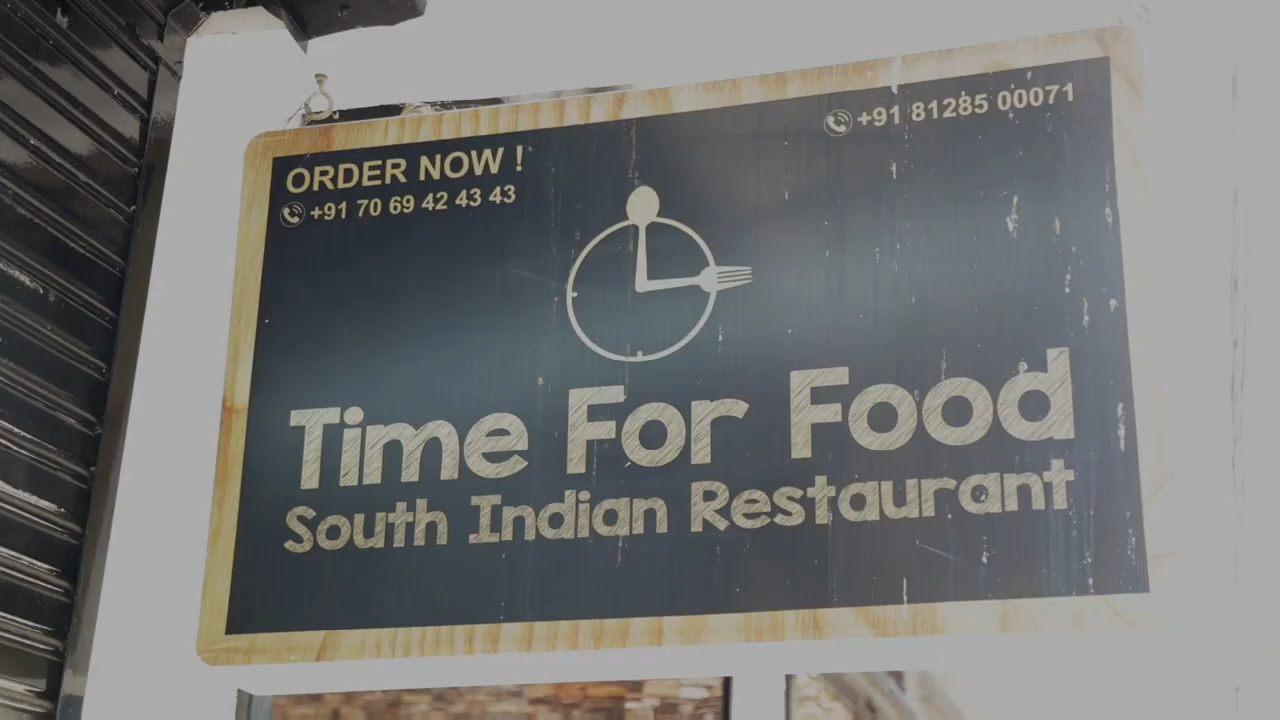 ORDER NOW !
+91 70 69 42 43 43
+91 81285 00071
Time For Food
South Indian Restaurant